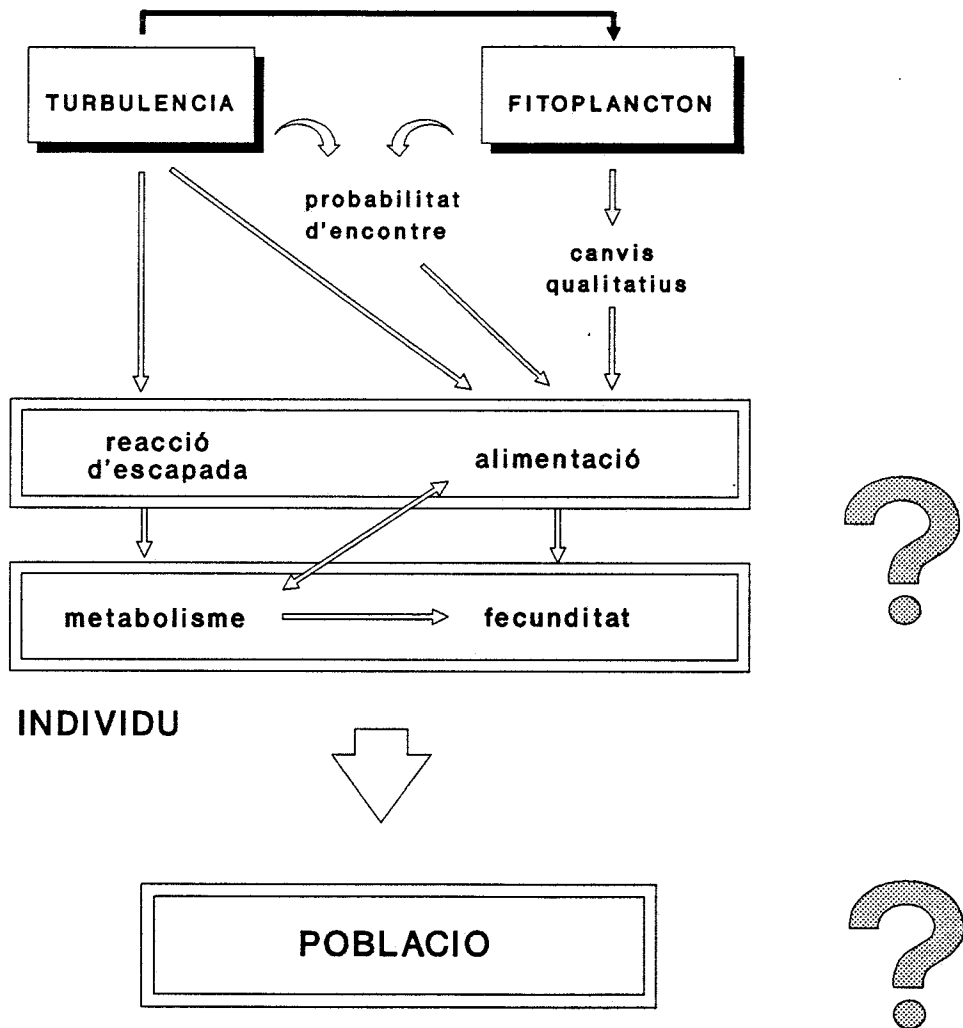 TURBULENCIA
FITOPLANCTON
probabilitat
d'encontre
canvis
qualitatius
reacció
d'escapada
alimentació
?
metabolisme
fecunditat
INDIVIDU
POBLACIO
?